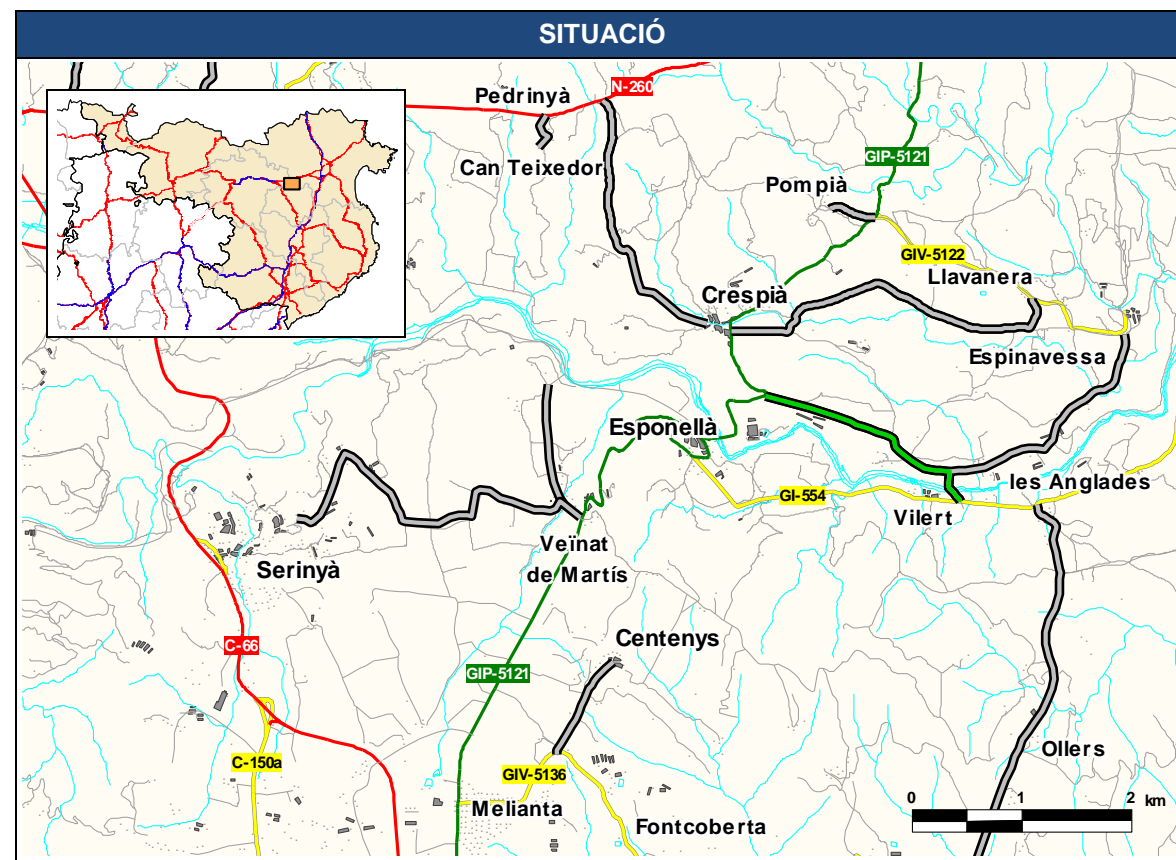 SITUACIÓ
N-260
Pedrinyà
Can Teixedor
GIP-5121
Pompià
GIV-5122
Llavanera
Crespià
Espinavessa
Esponellà
les Anglades
GI-554
Vilert
Veïnat
de Martís
Serinyà
Centenys
C-66
GIP-5121
Ollers
C-150a
GIV-5136
Melianta
Fontcoberta
0 1 2 km